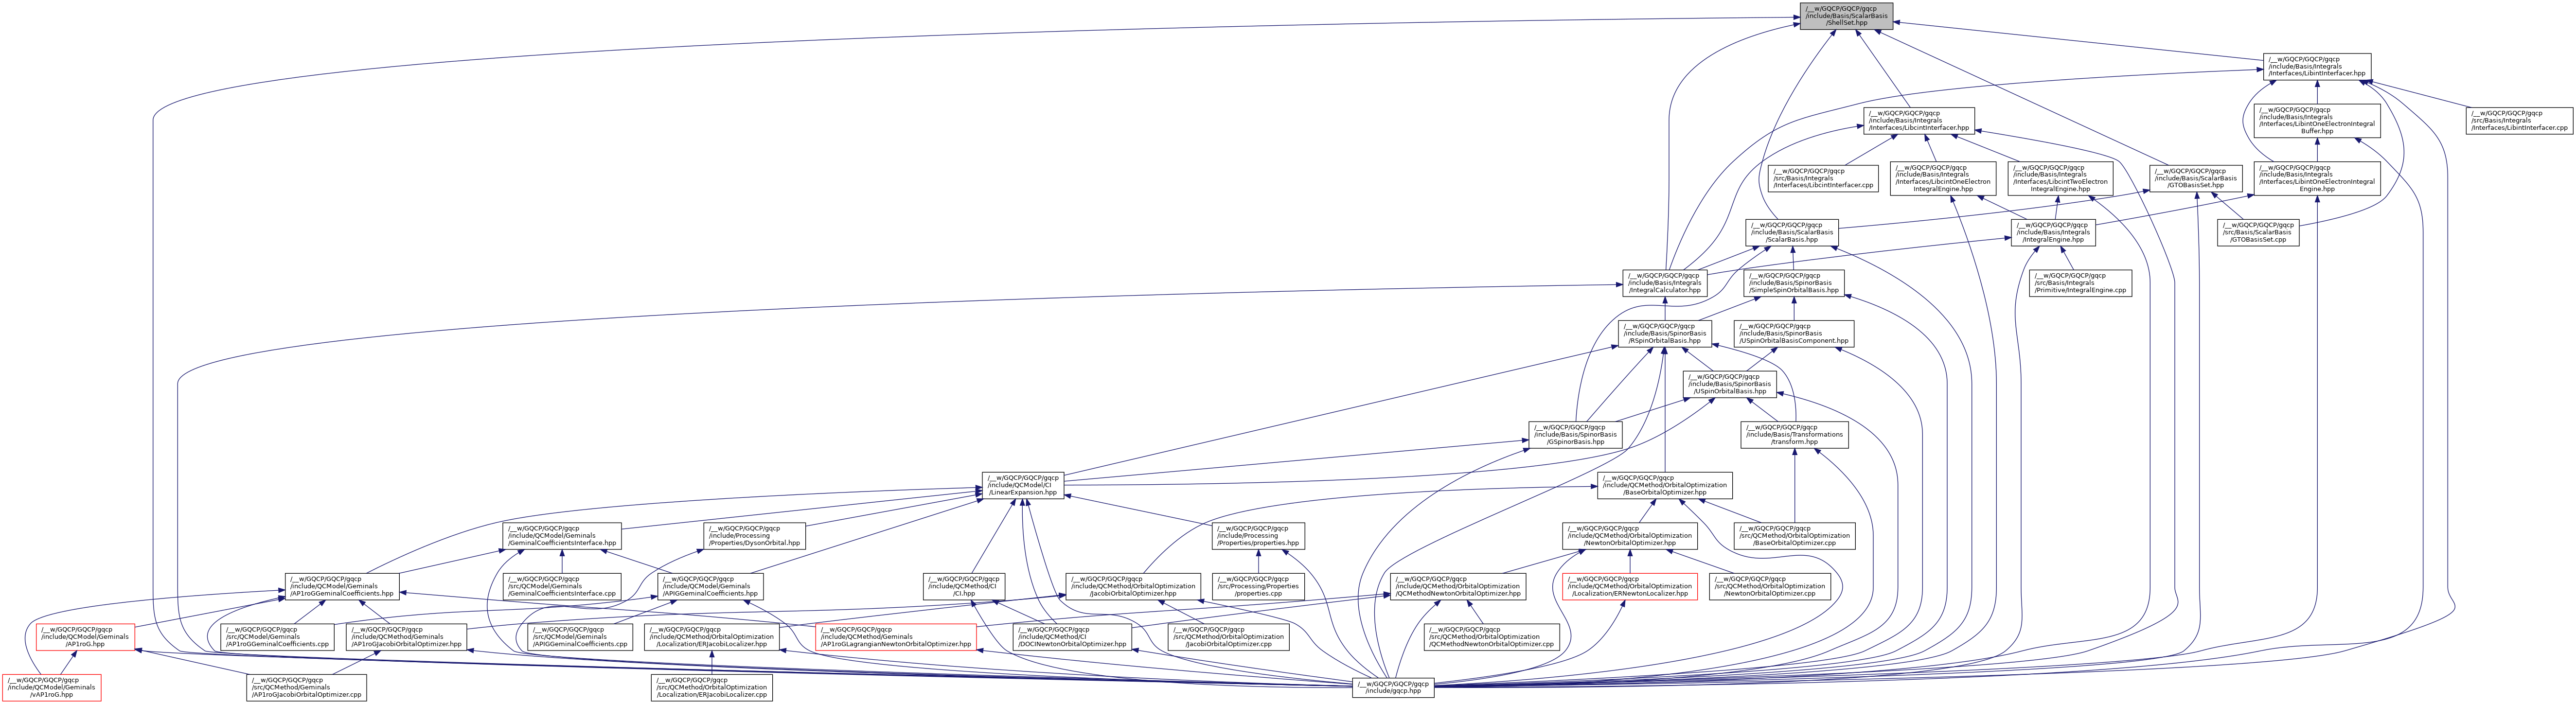 /__w/GQCP/GQCP/gqcp
/include/Basis/ScalarBasis
/ShellSet.hpp
/__w/GQCP/GQCP/gqcp
/include/Basis/Integrals
/Interfaces/LibintInterfacer.hpp
/__w/GQCP/GQCP/gqcp
/include/Basis/Integrals
/Interfaces/LibcintInterfacer.hpp
/__w/GQCP/GQCP/gqcp
/include/Basis/Integrals
/Interfaces/LibintOneElectronIntegral
Buffer.hpp
/__w/GQCP/GQCP/gqcp
/src/Basis/Integrals
/Interfaces/LibintInterfacer.cpp
/__w/GQCP/GQCP/gqcp
/src/Basis/Integrals
/Interfaces/LibcintInterfacer.cpp
/__w/GQCP/GQCP/gqcp
/include/Basis/Integrals
/Interfaces/LibcintOneElectron
IntegralEngine.hpp
/__w/GQCP/GQCP/gqcp
/include/Basis/Integrals
/Interfaces/LibcintTwoElectron
IntegralEngine.hpp
/__w/GQCP/GQCP/gqcp
/include/Basis/ScalarBasis
/GTOBasisSet.hpp
/__w/GQCP/GQCP/gqcp
/include/Basis/Integrals
/Interfaces/LibintOneElectronIntegral
Engine.hpp
/__w/GQCP/GQCP/gqcp
/include/Basis/ScalarBasis
/ScalarBasis.hpp
/__w/GQCP/GQCP/gqcp
/include/Basis/Integrals
/IntegralEngine.hpp
/__w/GQCP/GQCP/gqcp
/src/Basis/ScalarBasis
/GTOBasisSet.cpp
/__w/GQCP/GQCP/gqcp
/include/Basis/Integrals
/IntegralCalculator.hpp
/__w/GQCP/GQCP/gqcp
/include/Basis/SpinorBasis
/SimpleSpinOrbitalBasis.hpp
/__w/GQCP/GQCP/gqcp
/src/Basis/Integrals
/Primitive/IntegralEngine.cpp
/__w/GQCP/GQCP/gqcp
/include/Basis/SpinorBasis
/RSpinOrbitalBasis.hpp
/__w/GQCP/GQCP/gqcp
/include/Basis/SpinorBasis
/USpinOrbitalBasisComponent.hpp
/__w/GQCP/GQCP/gqcp
/include/Basis/SpinorBasis
/USpinOrbitalBasis.hpp
/__w/GQCP/GQCP/gqcp
/include/Basis/SpinorBasis
/GSpinorBasis.hpp
/__w/GQCP/GQCP/gqcp
/include/Basis/Transformations
/transform.hpp
/__w/GQCP/GQCP/gqcp
/include/QCModel/CI
/LinearExpansion.hpp
/__w/GQCP/GQCP/gqcp
/include/QCMethod/OrbitalOptimization
/BaseOrbitalOptimizer.hpp
/__w/GQCP/GQCP/gqcp
/include/QCModel/Geminals
/GeminalCoefficientsInterface.hpp
/__w/GQCP/GQCP/gqcp
/include/Processing
/Properties/DysonOrbital.hpp
/__w/GQCP/GQCP/gqcp
/include/Processing
/Properties/properties.hpp
/__w/GQCP/GQCP/gqcp
/include/QCMethod/OrbitalOptimization
/NewtonOrbitalOptimizer.hpp
/__w/GQCP/GQCP/gqcp
/src/QCMethod/OrbitalOptimization
/BaseOrbitalOptimizer.cpp
/__w/GQCP/GQCP/gqcp
/include/QCModel/Geminals
/AP1roGGeminalCoefficients.hpp
/__w/GQCP/GQCP/gqcp
/src/QCModel/Geminals
/GeminalCoefficientsInterface.cpp
/__w/GQCP/GQCP/gqcp
/include/QCModel/Geminals
/APIGGeminalCoefficients.hpp
/__w/GQCP/GQCP/gqcp
/include/QCMethod/CI
/CI.hpp
/__w/GQCP/GQCP/gqcp
/include/QCMethod/OrbitalOptimization
/JacobiOrbitalOptimizer.hpp
/__w/GQCP/GQCP/gqcp
/src/Processing/Properties
/properties.cpp
/__w/GQCP/GQCP/gqcp
/include/QCMethod/OrbitalOptimization
/QCMethodNewtonOrbitalOptimizer.hpp
/__w/GQCP/GQCP/gqcp
/include/QCMethod/OrbitalOptimization
/Localization/ERNewtonLocalizer.hpp
/__w/GQCP/GQCP/gqcp
/src/QCMethod/OrbitalOptimization
/NewtonOrbitalOptimizer.cpp
/__w/GQCP/GQCP/gqcp
/include/QCModel/Geminals
/AP1roG.hpp
/__w/GQCP/GQCP/gqcp
/src/QCModel/Geminals
/AP1roGGeminalCoefficients.cpp
/__w/GQCP/GQCP/gqcp
/include/QCMethod/Geminals
/AP1roGJacobiOrbitalOptimizer.hpp
/__w/GQCP/GQCP/gqcp
/src/QCModel/Geminals
/APIGGeminalCoefficients.cpp
/__w/GQCP/GQCP/gqcp
/include/QCMethod/OrbitalOptimization
/Localization/ERJacobiLocalizer.hpp
/__w/GQCP/GQCP/gqcp
/include/QCMethod/Geminals
/AP1roGLagrangianNewtonOrbitalOptimizer.hpp
/__w/GQCP/GQCP/gqcp
/include/QCMethod/CI
/DOCINewtonOrbitalOptimizer.hpp
/__w/GQCP/GQCP/gqcp
/src/QCMethod/OrbitalOptimization
/JacobiOrbitalOptimizer.cpp
/__w/GQCP/GQCP/gqcp
/src/QCMethod/OrbitalOptimization
/QCMethodNewtonOrbitalOptimizer.cpp
/__w/GQCP/GQCP/gqcp
/include/QCModel/Geminals
/vAP1roG.hpp
/__w/GQCP/GQCP/gqcp
/src/QCMethod/Geminals
/AP1roGJacobiOrbitalOptimizer.cpp
/__w/GQCP/GQCP/gqcp
/src/QCMethod/OrbitalOptimization
/Localization/ERJacobiLocalizer.cpp
/__w/GQCP/GQCP/gqcp
/include/gqcp.hpp